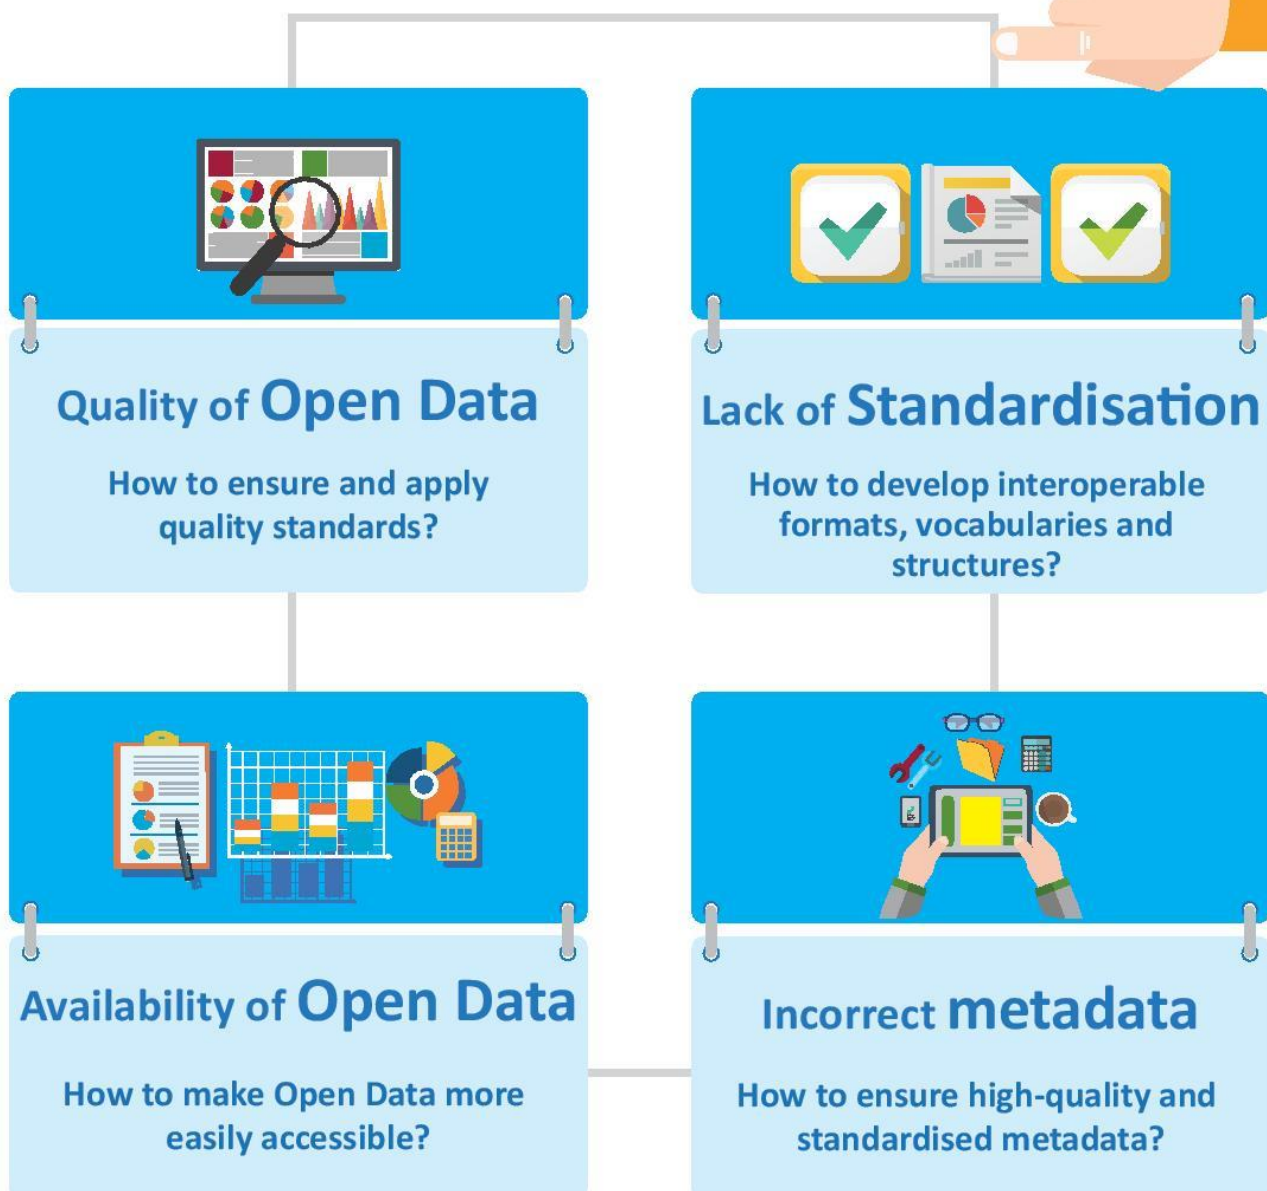 Quality of Open Data
How to ensure and apply
quality standards?
Lack of Standardisation
How to develop interoperable
formats, vocabularies and
structures?
Availability of Open Data
How to make Open Data more
easily accessible?
Incorrect metadata
How to ensure high-quality and
standardised metadata?